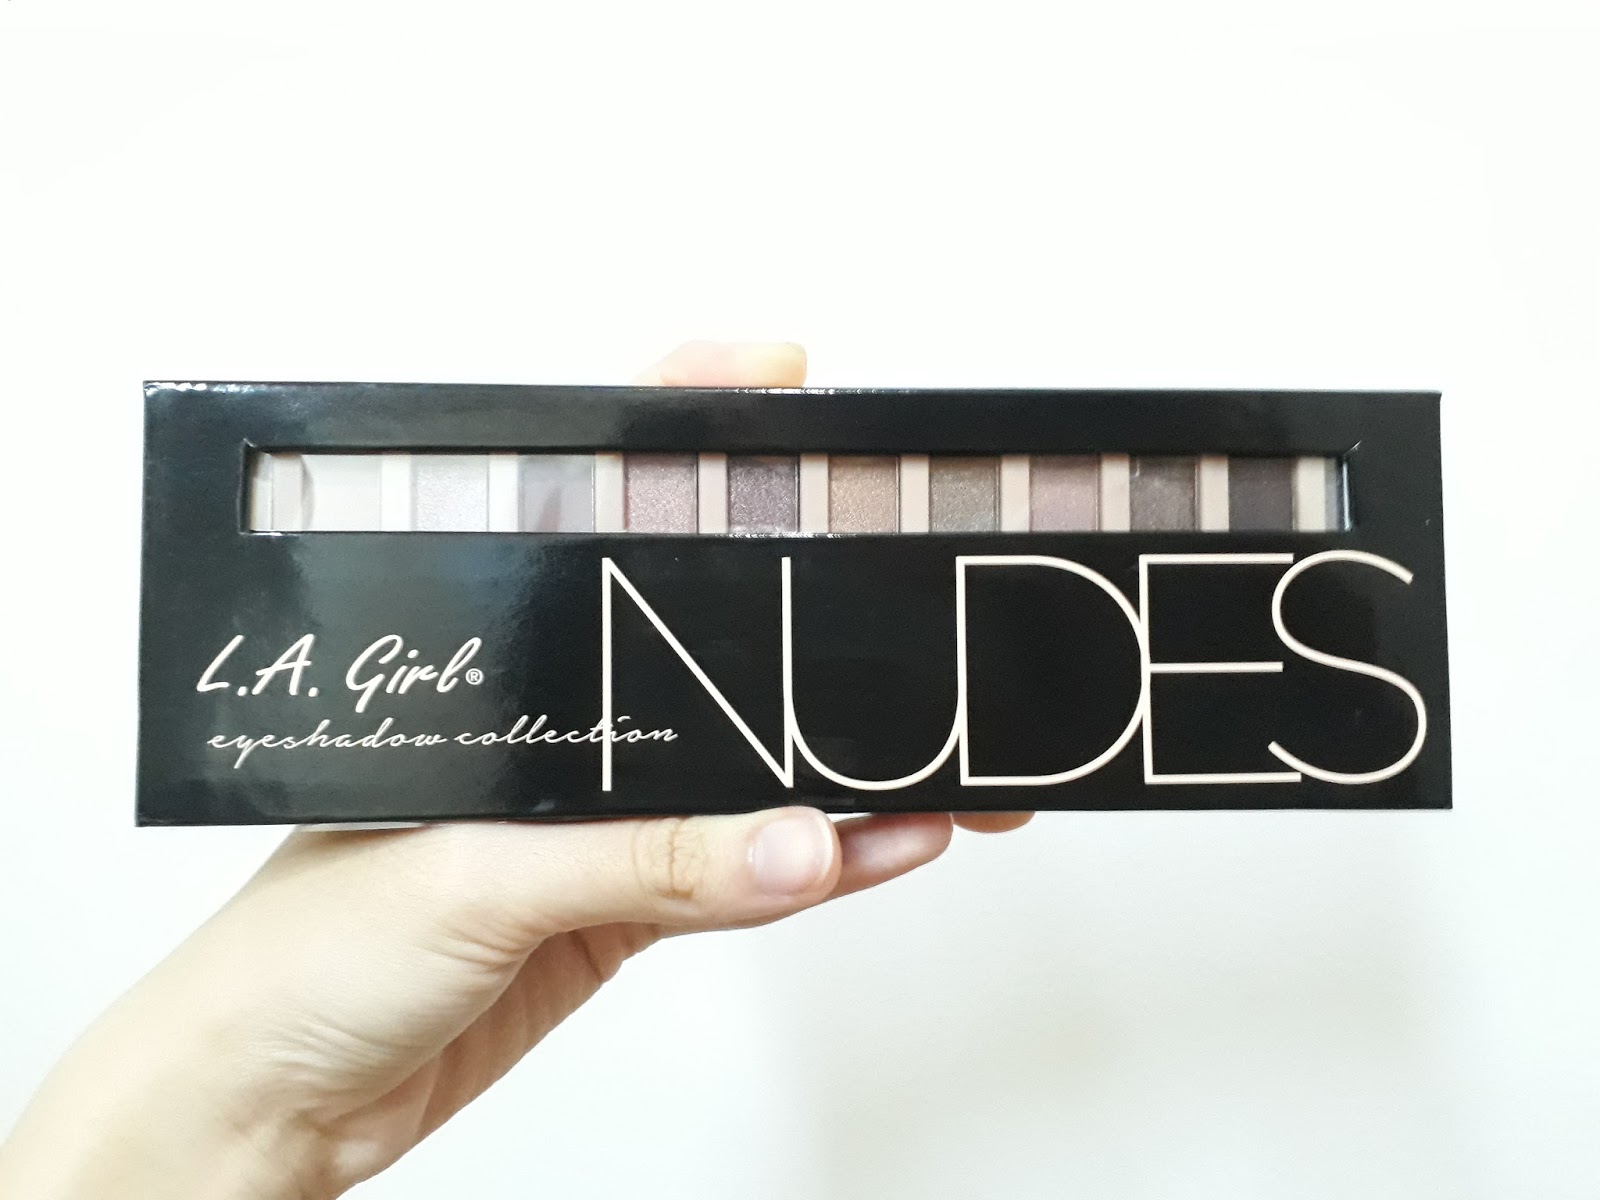 L.A. Girl®
eyeshadow collection
NUDES